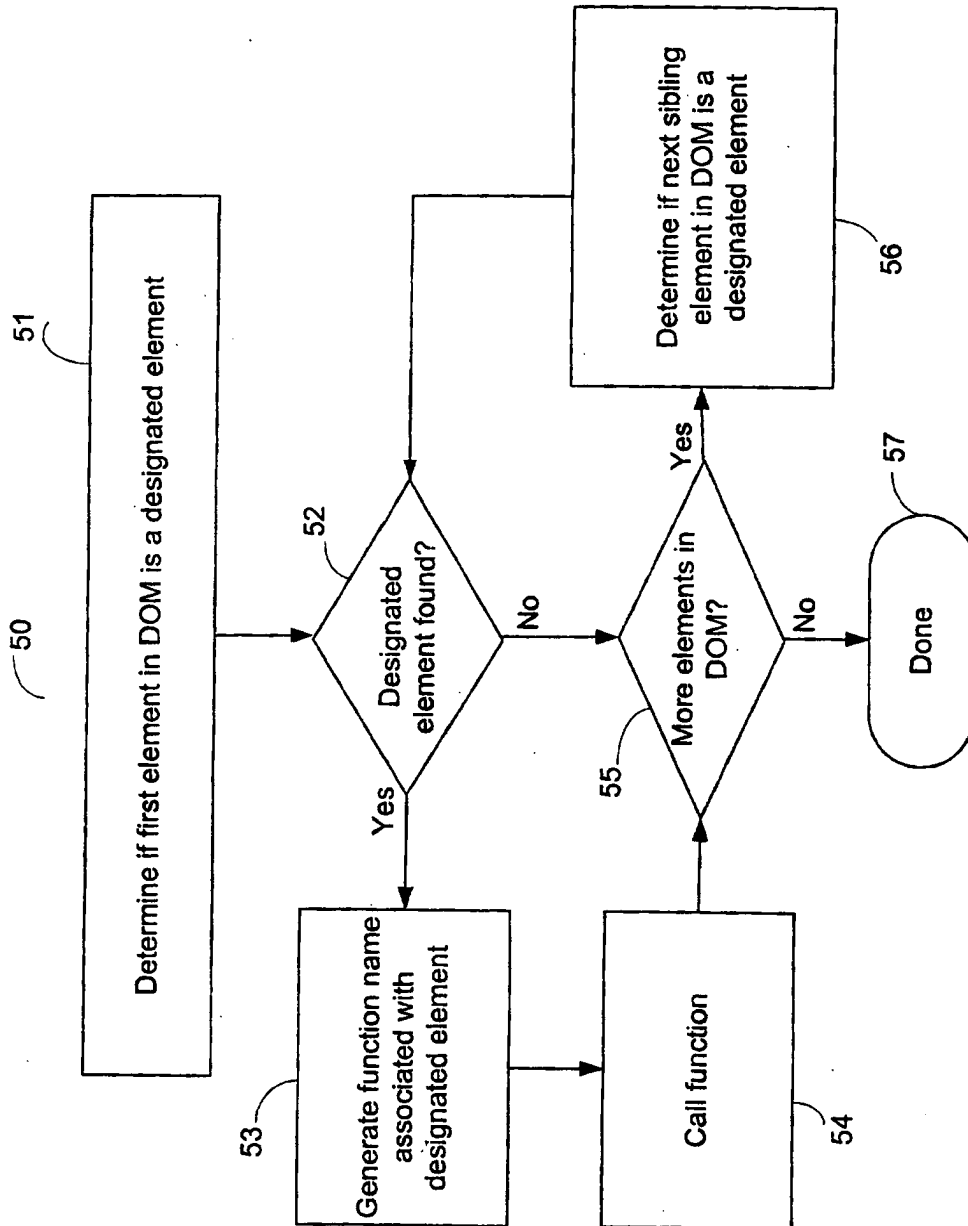 50
51
Determine if first element in DOM is a designated element
52
Designated
element found?
Yes
No
53
Generate function name
associated with
designated element
54
Call function
55
More elements in
DOM?
Yes
No
56
Determine if next sibling
element in DOM is a
designated element
57
Done